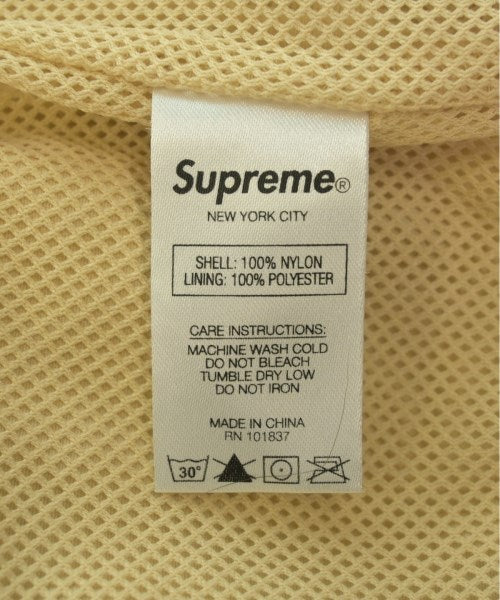 Supreme®
NEW YORK CITY
SHELL: 100% NYLON
LINING: 100% POLYESTER
CARE INSTRUCTIONS:
MACHINE WASH COLD
DO NOT BLEACH
TUMBLE DRY LOW
DO NOT IRON
MADE IN CHINA
RN 101837
30°